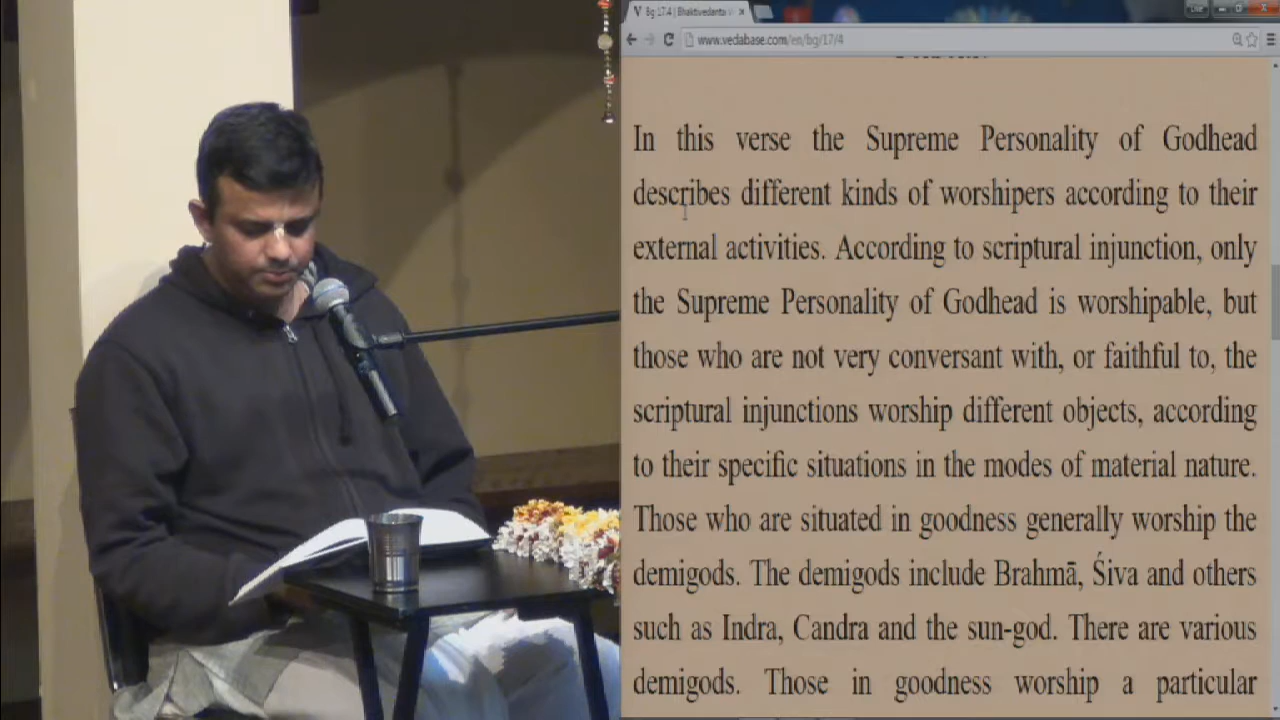 Bg 17.4 | Bhaktivedanta
www.vedabase.com/en/bg/17/4
In this verse the Supreme Personality of Godhead
describes different kinds of worshipers according to their
external activities. According to scriptural injunction, only
the Supreme Personality of Godhead is worshipable, but
those who are not very conversant with, or faithful to, the
scriptural injunctions worship different objects, according
to their specific situations in the modes of material nature.
Those who are situated in goodness generally worship the
demigods. The demigods include Brahmā, Śiva and others
such as Indra, Candra and the sun-god. There are various
demigods. Those in goodness worship a particular